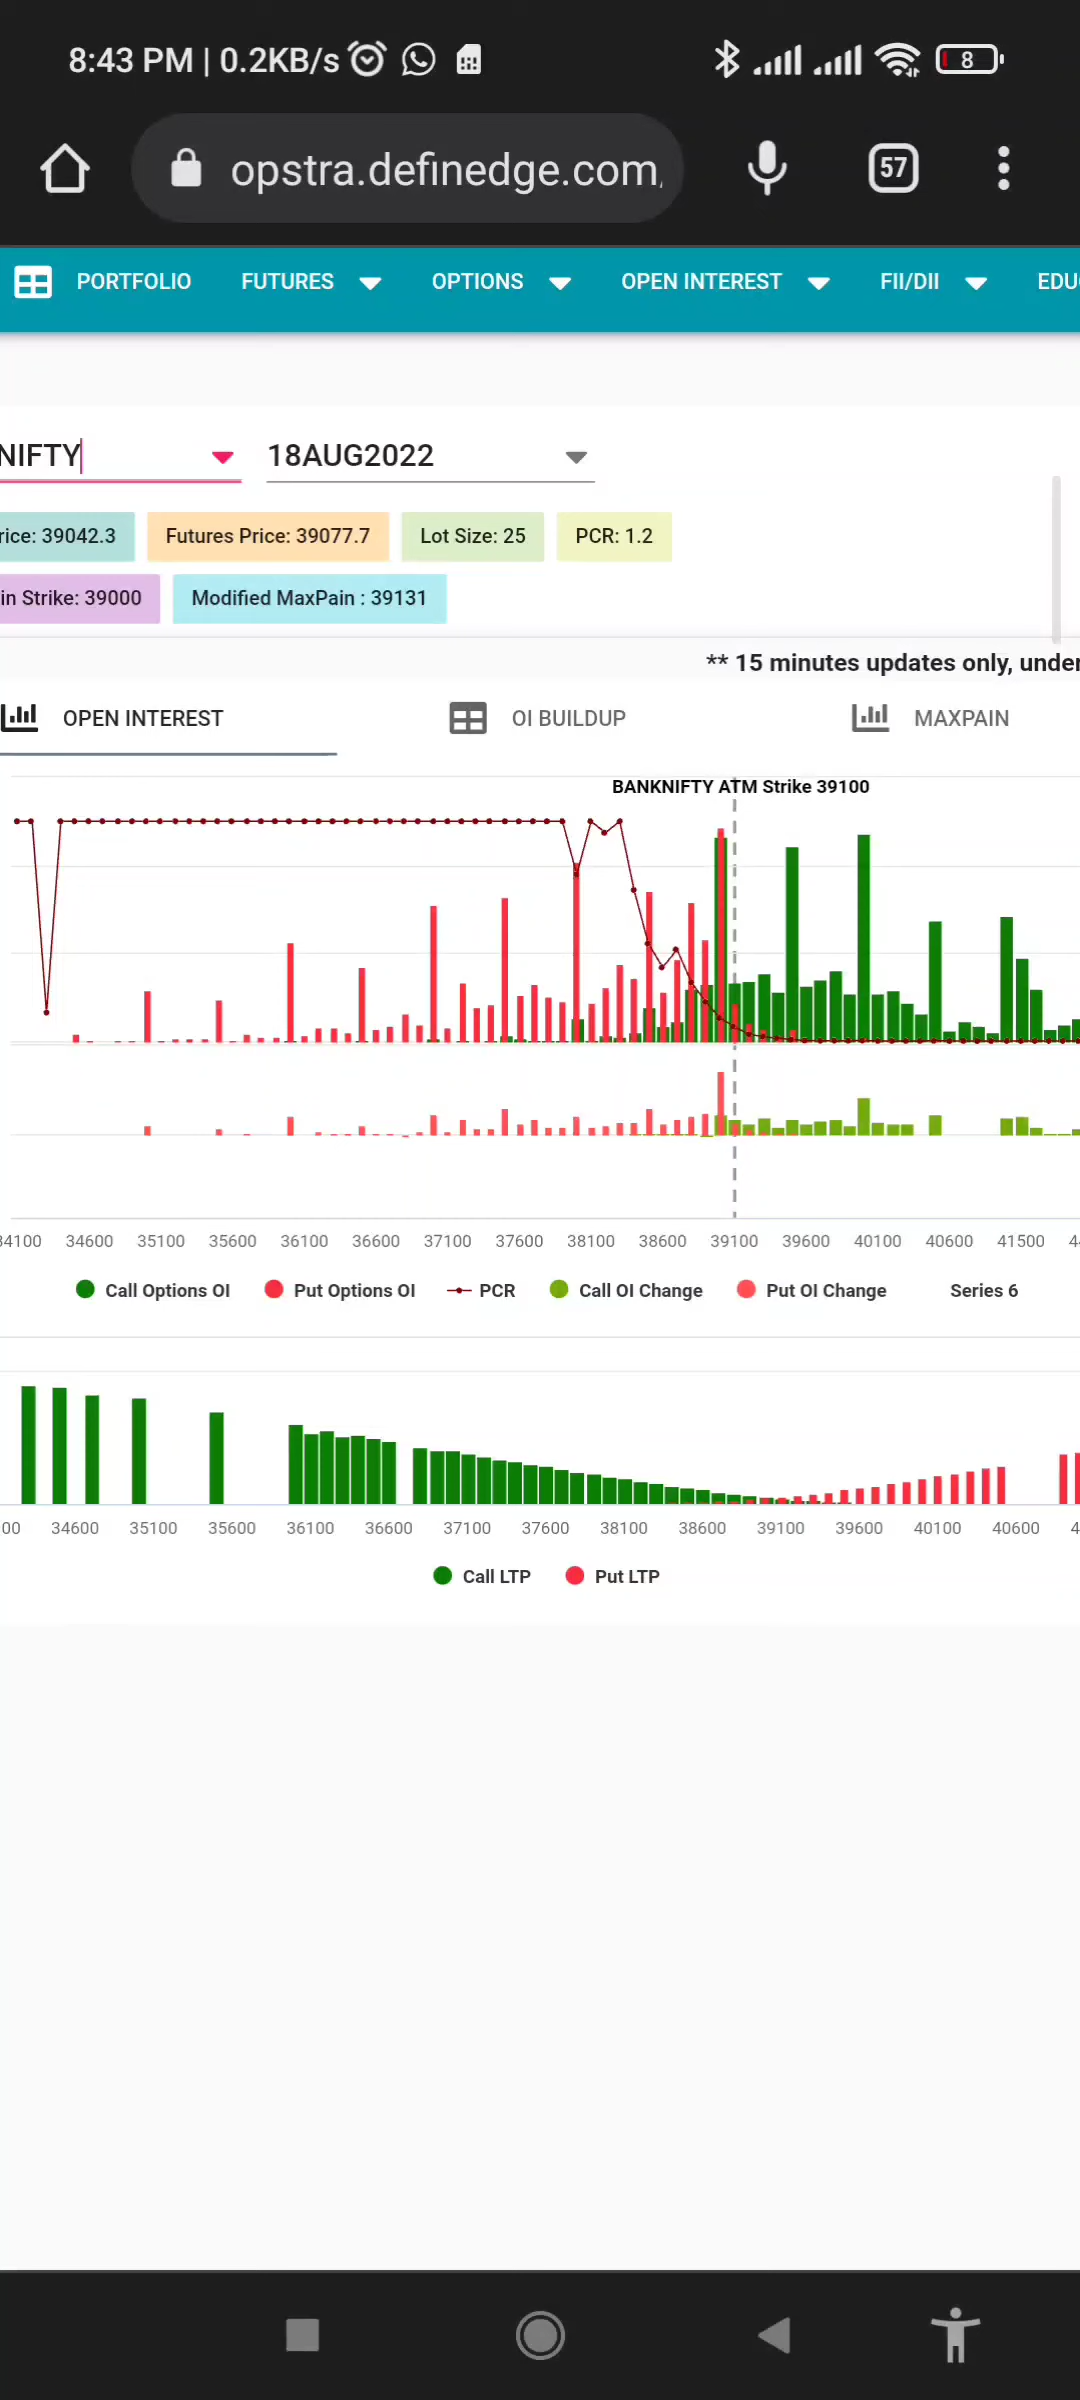 8:43 PM | 0.2KB/s 8
opstra.definedge.com, 57
PORTFOLIO FUTURES OPTIONS OPEN INTEREST FII/DII EDU
NIFTY 18AUG2022
rice: 39042.3 Futures Price: 39077.7 Lot Size: 25 PCR: 1.2
in Strike: 39000 Modified MaxPain : 39131
** 15 minutes updates only, under
OPEN INTEREST OI BUILDUP MAXPAIN
BANKNIFTY ATM Strike 39100
34100 34600 35100 35600 36100 36600 37100 37600 38100 38600 39100 39600 40100 40600 41500 4
Call Options OI Put Options OI PCR Call OI Change Put OI Change Series 6
00 34600 35100 35600 36100 36600 37100 37600 38100 38600 39100 39600 40100 40600 4
Call LTP Put LTP